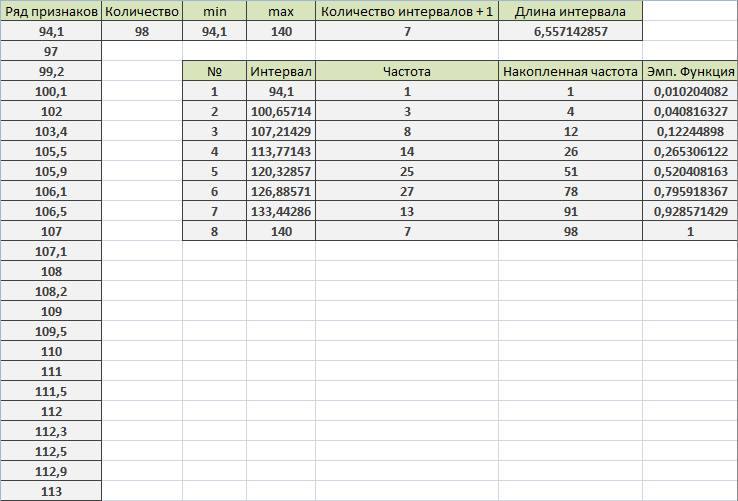 Ряд признаков Количество min max Количество интервалов + 1 Длина интервала
94,1 98 94,1 140 7 6,557142857
97
99,2 № Интервал Частота Накопленная частота Эмп. Функция
100,1 1 94,1 1 1 0,010204082
102 2 100,65714 3 4 0,040816327
103,4 3 107,21429 8 12 0,12244898
105,5 4 113,77143 14 26 0,265306122
105,9 5 120,32857 25 51 0,520408163
106,1 6 126,88571 27 78 0,795918367
106,5 7 133,44286 13 91 0,928571429
107 8 140 7 98 1
107,1
108
108,2
109
109,5
110
111
111,5
112
112,3
112,5
112,9
113